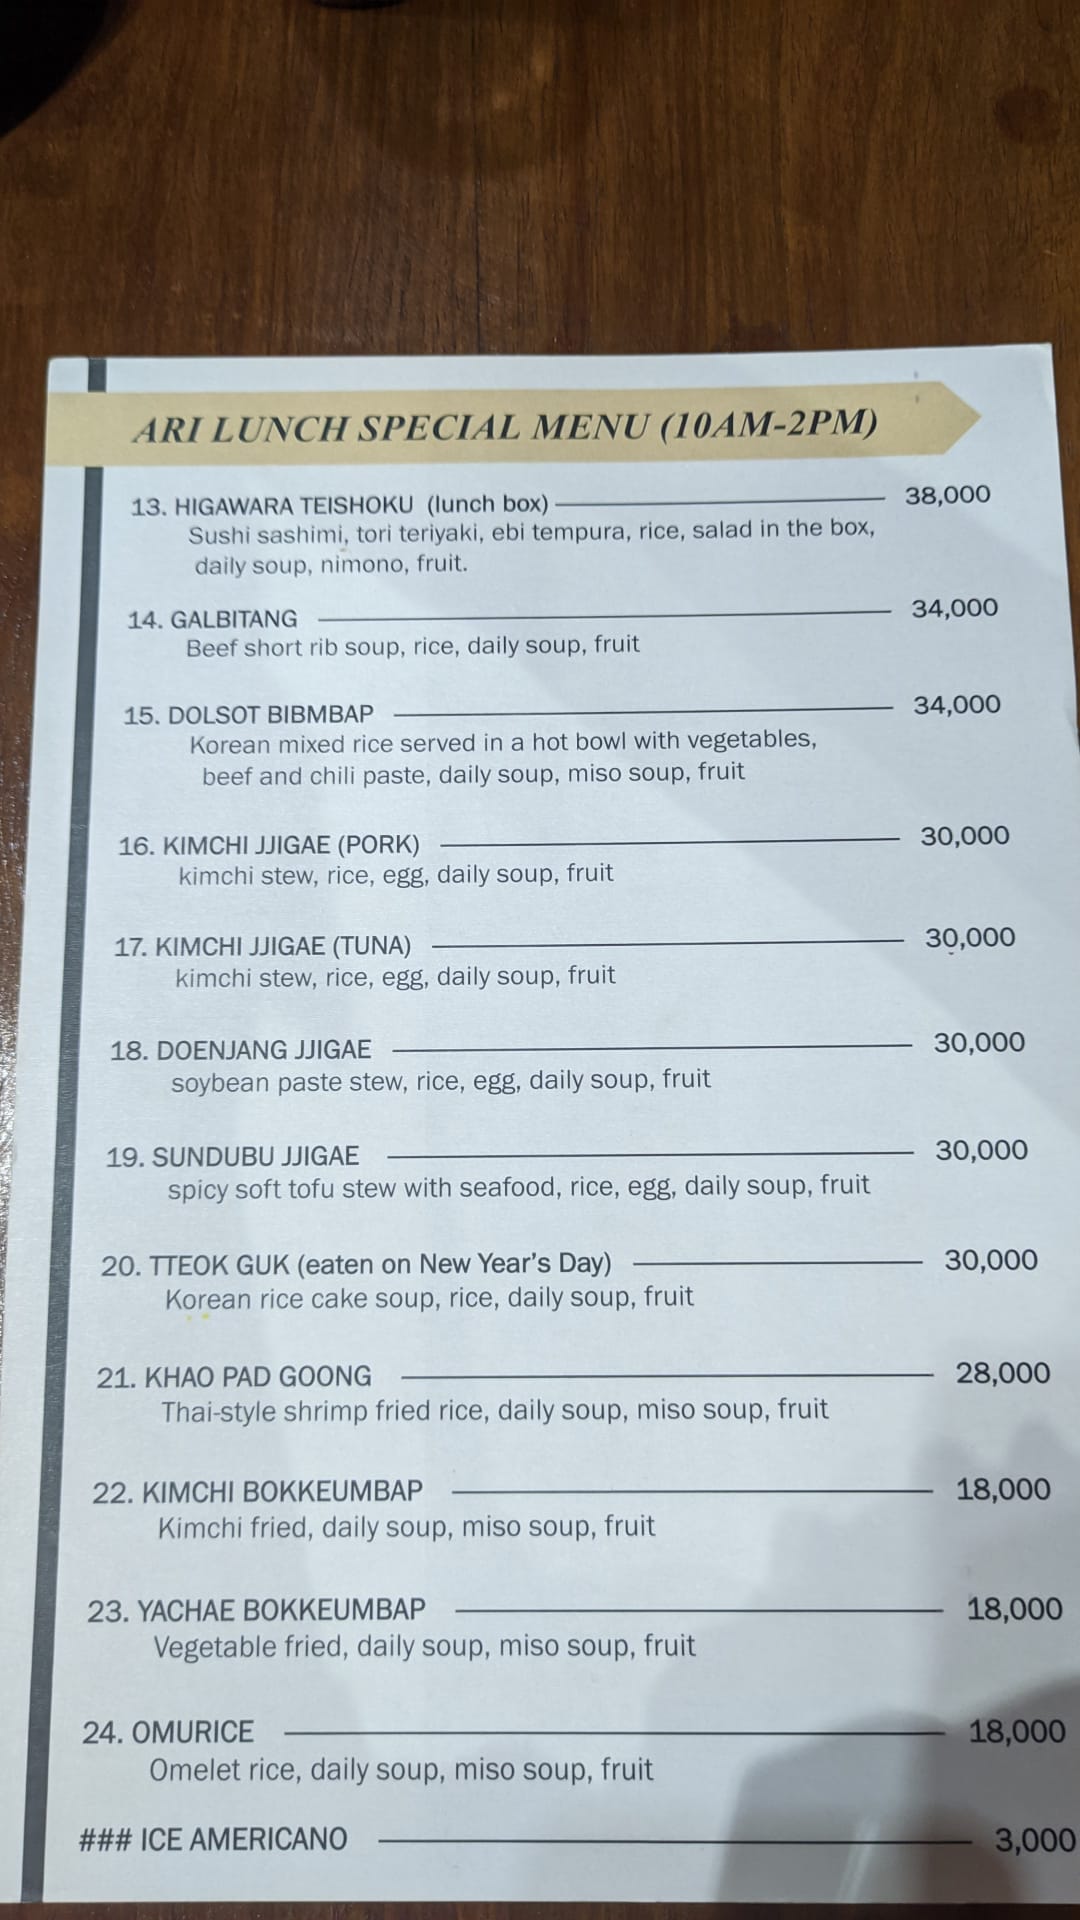 ARI LUNCH SPECIAL MENU (10AM-2PM)
13. HIGAWARA TEISHOKU (lunch box) 38,000
Sushi sashimi, tori teriyaki, ebi tempura, rice, salad in the box,
daily soup, nimono, fruit.
14. GALBITANG 34,000
Beef short rib soup, rice, daily soup, fruit
15. DOLSOT BIBMBAP 34,000
Korean mixed rice served in a hot bowl with vegetables,
beef and chili paste, daily soup, miso soup, fruit
16. KIMCHI JJIGAE (PORK) 30,000
kimchi stew, rice, egg, daily soup, fruit
17. KIMCHI JJIGAE (TUNA) 30,000
kimchi stew, rice, egg, daily soup, fruit
18. DOENJANG JJIGAE 30,000
soybean paste stew, rice, egg, daily soup, fruit
19. SUNDUBU JJIGAE 30,000
spicy soft tofu stew with seafood, rice, egg, daily soup, fruit
20. TTEOK GUK (eaten on New Year's Day) 30,000
Korean rice cake soup, rice, daily soup, fruit
21. KHAO PAD GOONG 28,000
Thai-style shrimp fried rice, daily soup, miso soup, fruit
22. KIMCHI BOKKEUMBAP 18,000
Kimchi fried, daily soup, miso soup, fruit
23. YACHAE BOKKEUMBAP 18,000
Vegetable fried, daily soup, miso soup, fruit
24. OMURICE 18,000
Omelet rice, daily soup, miso soup, fruit
### ICE AMERICANO 3,000